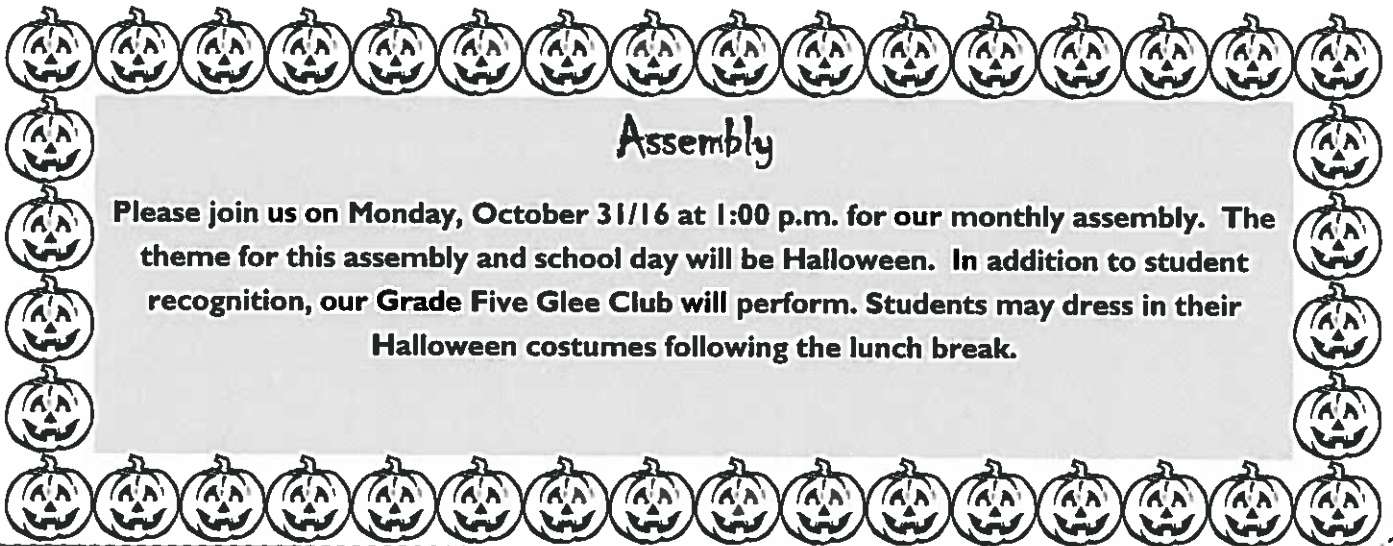 Assembly
Please join us on Monday, October 31/16 at 1:00 p.m. for our monthly assembly.  The
theme for this assembly and school day will be Halloween.  In addition to student
recognition, our Grade Five Glee Club will perform. Students may dress in their
Halloween costumes following the lunch break.